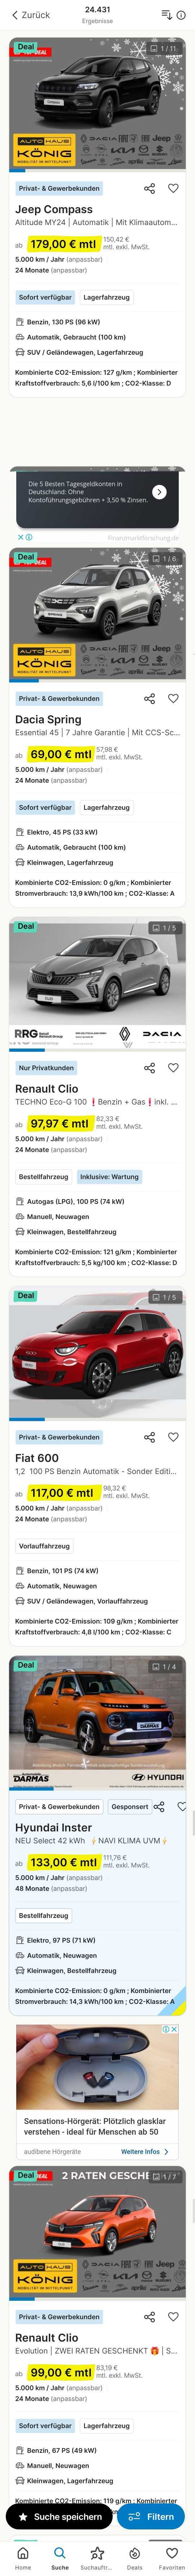 24.431
Zurück
Ergebnisse
Deal
1 / 11
AUTOHAUS
KÖNIG
MOBILITÄT IM MITTELPUNKT
DACIA
KIA
Privat- & Gewerbekunden
Jeep Compass
Altitude MY24 | Automatik | Mit Klimaautom...
ab 179,00 € mtl 150,42 €
mtl. exkl. MwSt.
5.000 km / Jahr (anpassbar)
24 Monate (anpassbar)
Sofort verfügbar Lagerfahrzeug
Benzin, 130 PS (96 kW)
Automatik, Gebraucht (100 km)
SUV / Geländewagen, Lagerfahrzeug
Kombinierte CO2-Emission: 127 g/km ; Kombinierter
Kraftstoffverbrauch: 5,6 l/100 km ; CO2-Klasse: D
Die 5 Besten Tagesgeldkonten in
Deutschland: Ohne
Kontoführungsgebühren + 3,50 % Zinsen.
Finanzmarktforschung.de
Deal
1 / 6
AUTOHAUS
KÖNIG
MOBILITÄT IM MITTELPUNKT
DACIA
KIA
Privat- & Gewerbekunden
Dacia Spring
Essential 45 | 7 Jahre Garantie | Mit CCS-Sc...
ab 69,00 € mtl 57,98 €
mtl. exkl. MwSt.
5.000 km / Jahr (anpassbar)
24 Monate (anpassbar)
Sofort verfügbar Lagerfahrzeug
Elektro, 45 PS (33 kW)
Automatik, Gebraucht (100 km)
Kleinwagen, Lagerfahrzeug
Kombinierte CO2-Emission: 0 g/km ; Kombinierter
Stromverbrauch: 13,9 kWh/100 km ; CO2-Klasse: A
Deal
1 / 5
RRG
DACIA
Nur Privatkunden
Renault Clio
TECHNO Eco-G 100 ❗Benzin + Gas❗inkl. ...
ab 97,97 € mtl 82,33 €
mtl. exkl. MwSt.
5.000 km / Jahr (anpassbar)
24 Monate (anpassbar)
Bestellfahrzeug Inklusive: Wartung
Autogas (LPG), 100 PS (74 kW)
Manuell, Neuwagen
Kleinwagen, Bestellfahrzeug
Kombinierte CO2-Emission: 121 g/km ; Kombinierter
Kraftstoffverbrauch: 5,5 kg/100 km ; CO2-Klasse: D
Deal
1 / 5
Privat- & Gewerbekunden
Fiat 600
1,2 100 PS Benzin Automatik - Sonder Editi...
ab 117,00 € mtl 98,32 €
mtl. exkl. MwSt.
5.000 km / Jahr (anpassbar)
24 Monate (anpassbar)
Vorlauffahrzeug
Benzin, 101 PS (74 kW)
Automatik, Neuwagen
SUV / Geländewagen, Vorlauffahrzeug
Kombinierte CO2-Emission: 109 g/km ; Kombinierter
Kraftstoffverbrauch: 4,8 l/100 km ; CO2-Klasse: C
Deal
1 / 4
Automobile
DARMAS
Automobile
DARMAS
HYUNDAI
Privat- & Gewerbekunden Gesponsert
Hyundai Inster
NEU Select 42 kWh ⚡NAVI KLIMA UVM⚡
ab 133,00 € mtl 111,76 €
mtl. exkl. MwSt.
5.000 km / Jahr (anpassbar)
48 Monate (anpassbar)
Bestellfahrzeug
Elektro, 97 PS (71 kW)
Automatik, Neuwagen
Kleinwagen, Bestellfahrzeug
Kombinierte CO2-Emission: 0 g/km ; Kombinierter
Stromverbrauch: 14,3 kWh/100 km ; CO2-Klasse: A
Sensations-Hörgerät: Plötzlich glasklar
verstehen - ideal für Menschen ab 50
audibene Hörgeräte
Weitere Infos
Deal
2 RATEN GESCHE
1 / 7
AUTOHAUS
KÖNIG
MOBILITÄT IM MITTELPUNKT
DACIA
KIA
Privat- & Gewerbekunden
Renault Clio
Evolution | ZWEI RATEN GESCHENKT 🎁 | S...
ab 99,00 € mtl 83,19 €
mtl. exkl. MwSt.
5.000 km / Jahr (anpassbar)
24 Monate (anpassbar)
Sofort verfügbar Lagerfahrzeug
Benzin, 67 PS (49 kW)
Manuell, Neuwagen
Kleinwagen, Lagerfahrzeug
Kombinierte CO2-Emission: 119 g/km ; Kombinierter
Suche speichern
Filtern
Home
Suche
Suchauftr...
Deals
Favoriten